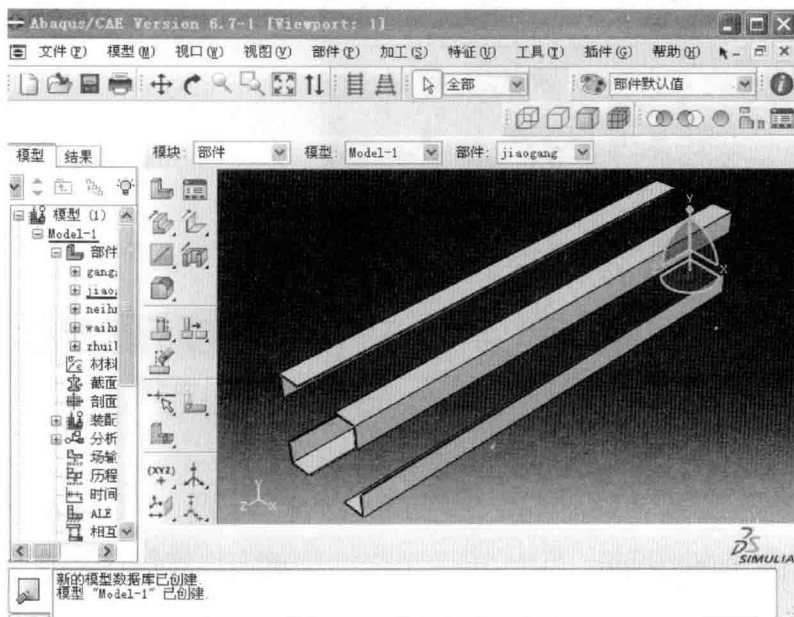 Abaqus/CAE Version 6.7-1 [Viewport: 1]
文件(F) 模型(M) 视口(W) 视图(V) 部件(P) 加工(S) 特征(U) 工具(T) 插件(G) 帮助(H)
全部 部件默认值
模型 结果 模块: 部件 模型: Model-1 部件: jiaogang
模型 (1)
Model-1
部件
gang
jiao
neihu
waihu
zhuil
材料
截面
剖面
装配
分析
场输
历程
时间
ALE
相互
(XYZ)
Y
X
Y
Z X
SIMULIA
新的模型数据库已创建.
模型 "Model-1" 已创建.